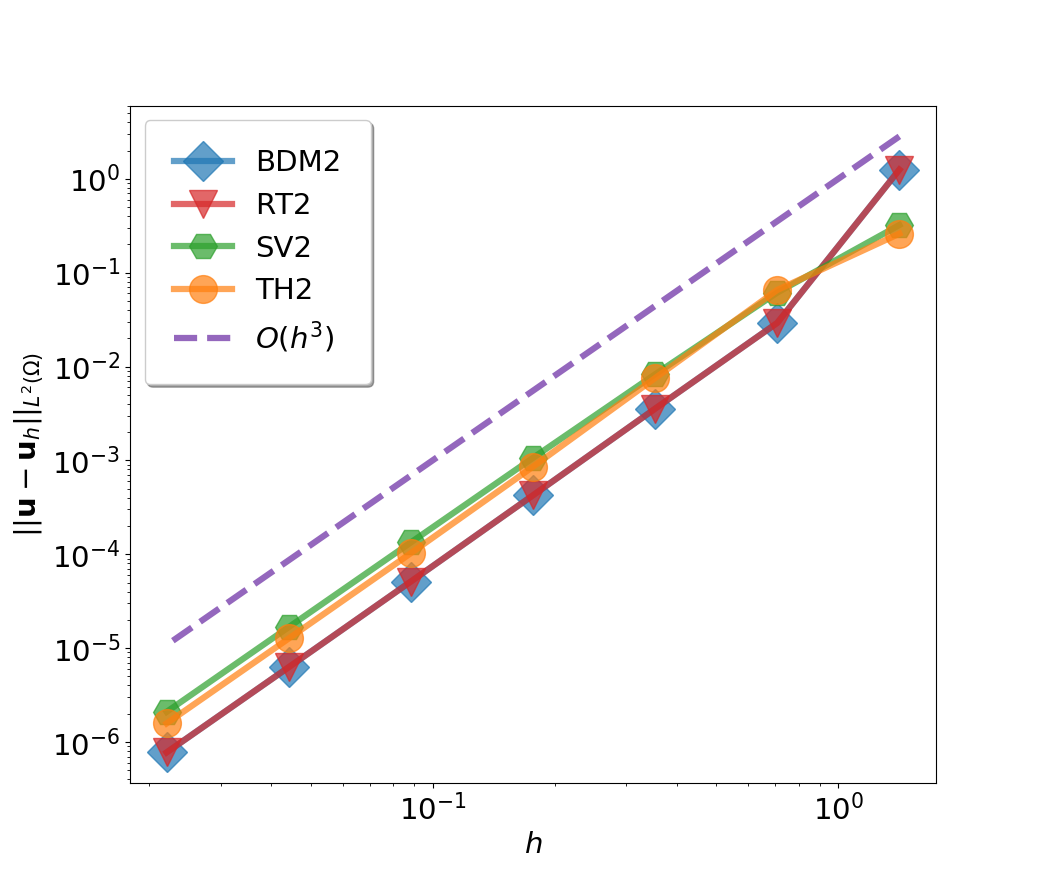 BDM2
RT2
SV2
TH2
O(h³)
10⁰
10⁻¹
10⁻²
10⁻³
10⁻⁴
10⁻⁵
10⁻⁶
||𝐮 − 𝐮ₕ||_{L²(Ω)}
10⁻¹
10⁰
h